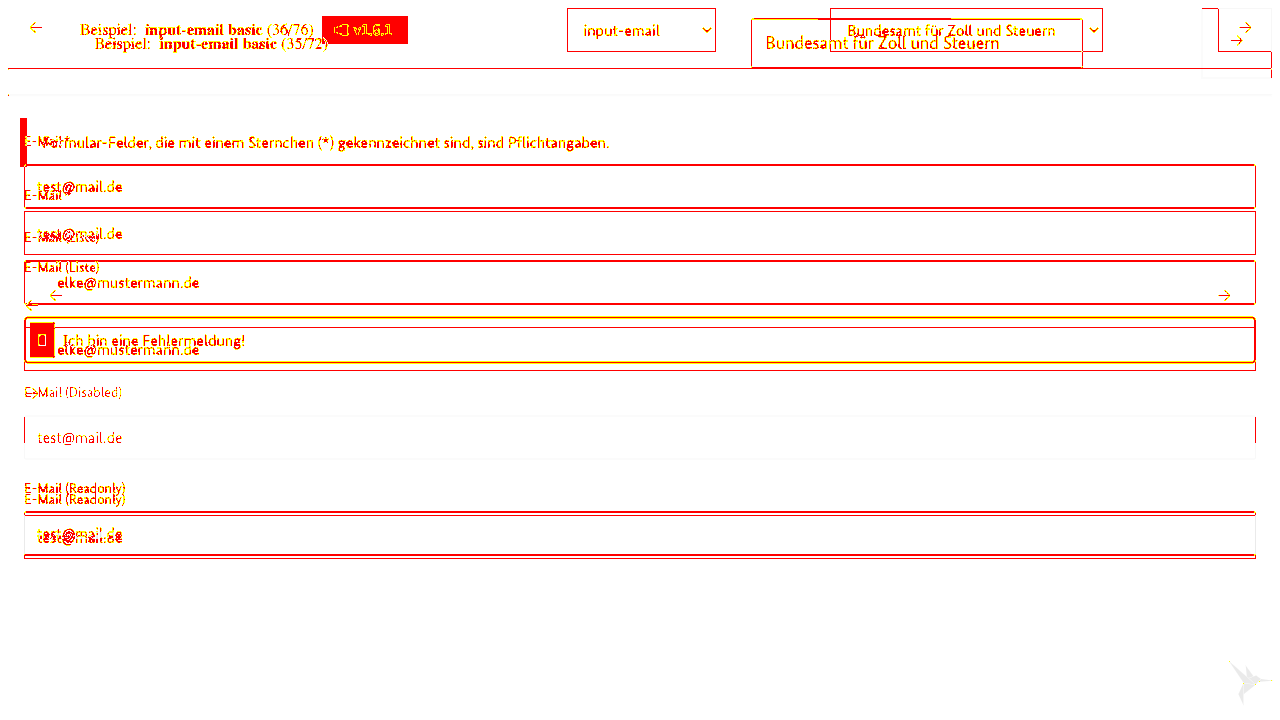 Beispiel: input-email basic (36/76) v1.6.1 input-email Bundesamt für Zoll und Steuern
Beispiel: input-email basic (35/72) Bundesamt für Zoll und Steuern
E-Mail *
Formular-Felder, die mit einem Sternchen (*) gekennzeichnet sind, sind Pflichtangaben.
test@mail.de
E-Mail *
test@mail.de
E-Mail (Liste)
E-Mail (Liste)
elke@mustermann.de
Ich bin eine Fehlermeldung!
elke@mustermann.de
E-Mail (Disabled)
test@mail.de
E-Mail (Readonly)
E-Mail (Readonly)
test@mail.de
test@mail.de